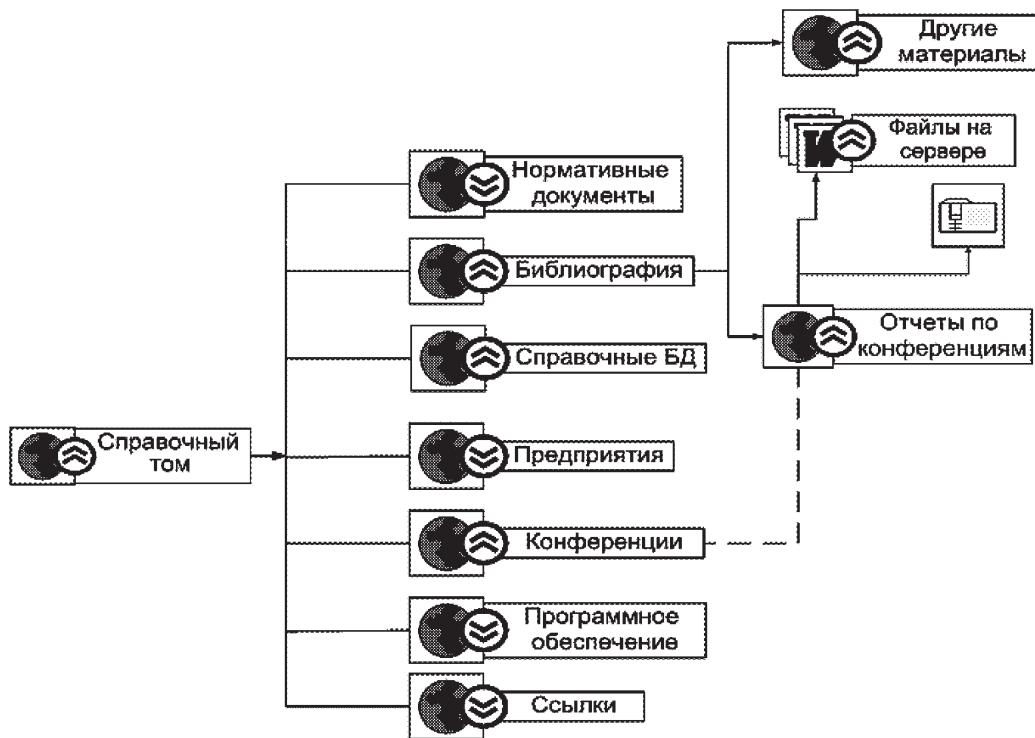 Другие
материалы
Файлы на
сервере
Нормативные
документы
Библиография
Отчеты по
конференциям
Справочные БД
Справочный
том
Предприятия
Конференции
Программное
обеспечение
Ссылки